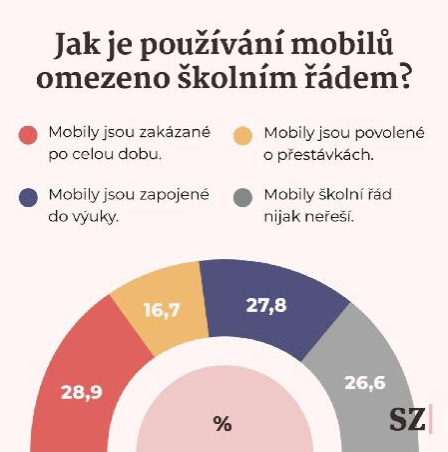 Jak je používání mobilů
omezeno školním řádem?
Mobily jsou zakázané
po celou dobu.
Mobily jsou povolené
o přestávkách.
Mobily jsou zapojené
do výuky.
Mobily školní řád
nijak neřeší.
28,9
16,7
27,8
26,6
%
SZ